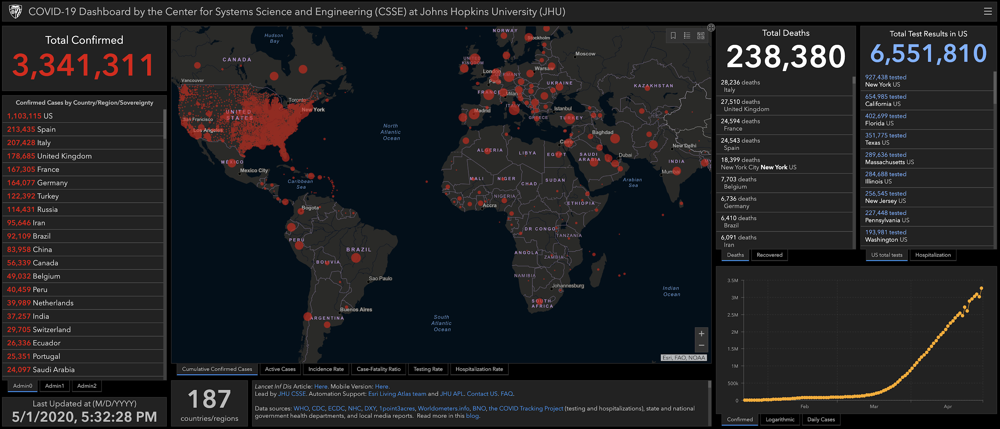 COVID-19 Dashboard by the Center for Systems Science and Engineering (CSSE) at Johns Hopkins University (JHU)
Total Confirmed
3,341,311
Confirmed Cases by Country/Region/Sovereignty
1,103,115 US
213,435 Spain
207,428 Italy
178,685 United Kingdom
167,305 France
164,077 Germany
122,392 Turkey
114,431 Russia
95,646 Iran
92,109 Brazil
83,958 China
56,339 Canada
49,032 Belgium
40,459 Peru
39,989 Netherlands
37,257 India
29,705 Switzerland
26,336 Ecuador
25,351 Portugal
24,097 Saudi Arabia
Admin0
Admin1
Admin2
Last Updated at (M/D/YYYY)
5/1/2020, 5:32:28 PM
Hudson
Bay
CANADA
Vancouver
Toronto
New York
UNITED
STATES
San Francisco
Los Angeles
MÉXICO
Mexico City
Caribbean
Sea
Bogota
PERÚ
BRAZIL
BOLIVIA
Sao Paulo
Buenos Aires
ARGENTINA
North
Atlantic
Ocean
South
Atlantic
Ocean
NORWAY
Stockholm
Moscow
UNITED
KINGDOM
London
GERMANY
Warsaw
Paris
UKRAINE
KAZAKHSTAN
FRANCE
Milan
ITALY
Madrid
Istanbul
GREECE
TURKEY
Baghdad
Cairo
New Delhi
ALGERIA
LIBYA
EGYPT
SAUDI
ARABIA
Dubai
INDIA
Mumbai
MALI
NIGER
CHAD
SUDAN
Arabian
Sea
NIGERIA
Accra
ETHIOPIA
DR CONGO
TANZANIA
ANGOLA
ZAMBIA
NAMIBIA
Johannesburg
SOUTH
AFRICA
Indian
Ocean
+
−
Esri, FAO, NOAA
Cumulative Confirmed Cases
Active Cases
Incidence Rate
Case-Fatality Ratio
Testing Rate
Hospitalization Rate
187
countries/regions
Lancet Inf Dis Article: Here. Mobile Version: Here.
Lead by JHU CSSE. Automation Support: Esri Living Atlas team and JHU APL. Contact US. FAQ.
Data sources: WHO, CDC, ECDC, NHC, DXY, 1point3acres, Worldometers.info, BNO, the COVID Tracking Project (testing and hospitalizations), state and national
government health departments, and local media reports. Read more in this blog.
Total Deaths
238,380
28,236 deaths
Italy
27,510 deaths
United Kingdom
24,594 deaths
France
24,543 deaths
Spain
18,399 deaths
New York City New York US
7,703 deaths
Belgium
6,736 deaths
Germany
6,410 deaths
Brazil
6,091 deaths
Iran
Deaths
Recovered
Total Test Results in US
6,551,810
927,438 tested
New York US
654,985 tested
California US
402,699 tested
Florida US
351,775 tested
Texas US
289,636 tested
Massachusetts US
284,688 tested
Illinois US
256,545 tested
New Jersey US
227,448 tested
Pennsylvania US
193,981 tested
Washington US
US total tests
Hospitalization
3.5M
3M
2.5M
2M
1.5M
1M
500k
0
Feb
Mar
Apr
Confirmed
Logarithmic
Daily Cases